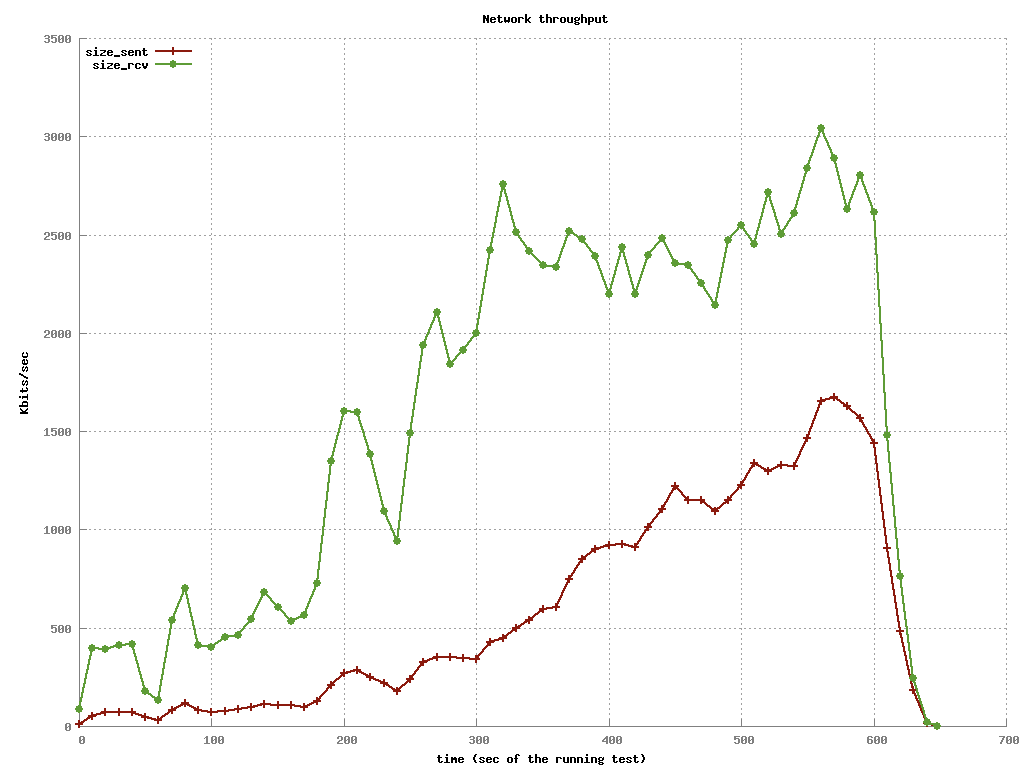 Network throughput
size_sent
size_rcv
3500
3000
2500
2000
1500
1000
500
0
Kbits/sec
0 100 200 300 400 500 600 700
time (sec of the running test)